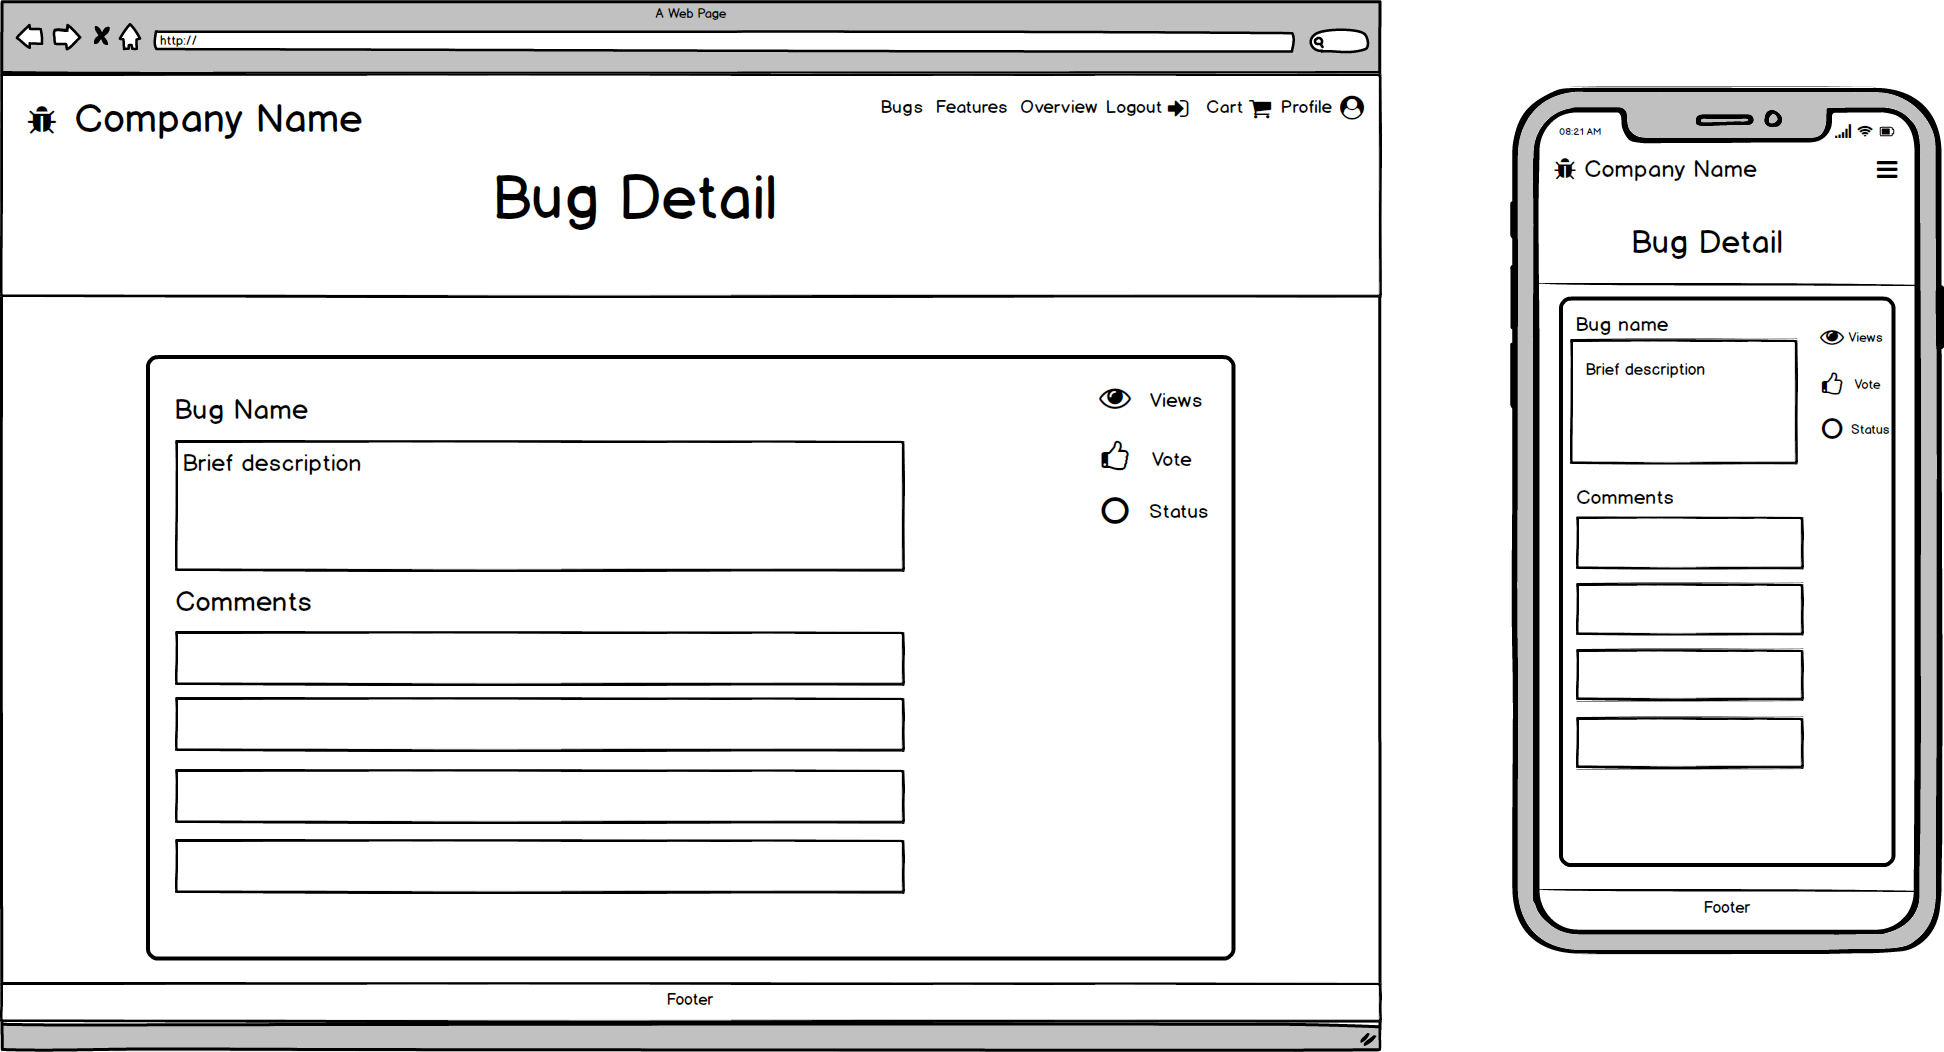 A Web Page
http://
Company Name
Bugs Features Overview Logout Cart Profile
Bug Detail
Bug Name
Brief description
Comments
Views
Vote
Status
Footer
08:21 AM
Company Name
Bug Detail
Bug name
Brief description
Views
Vote
Status
Comments
Footer